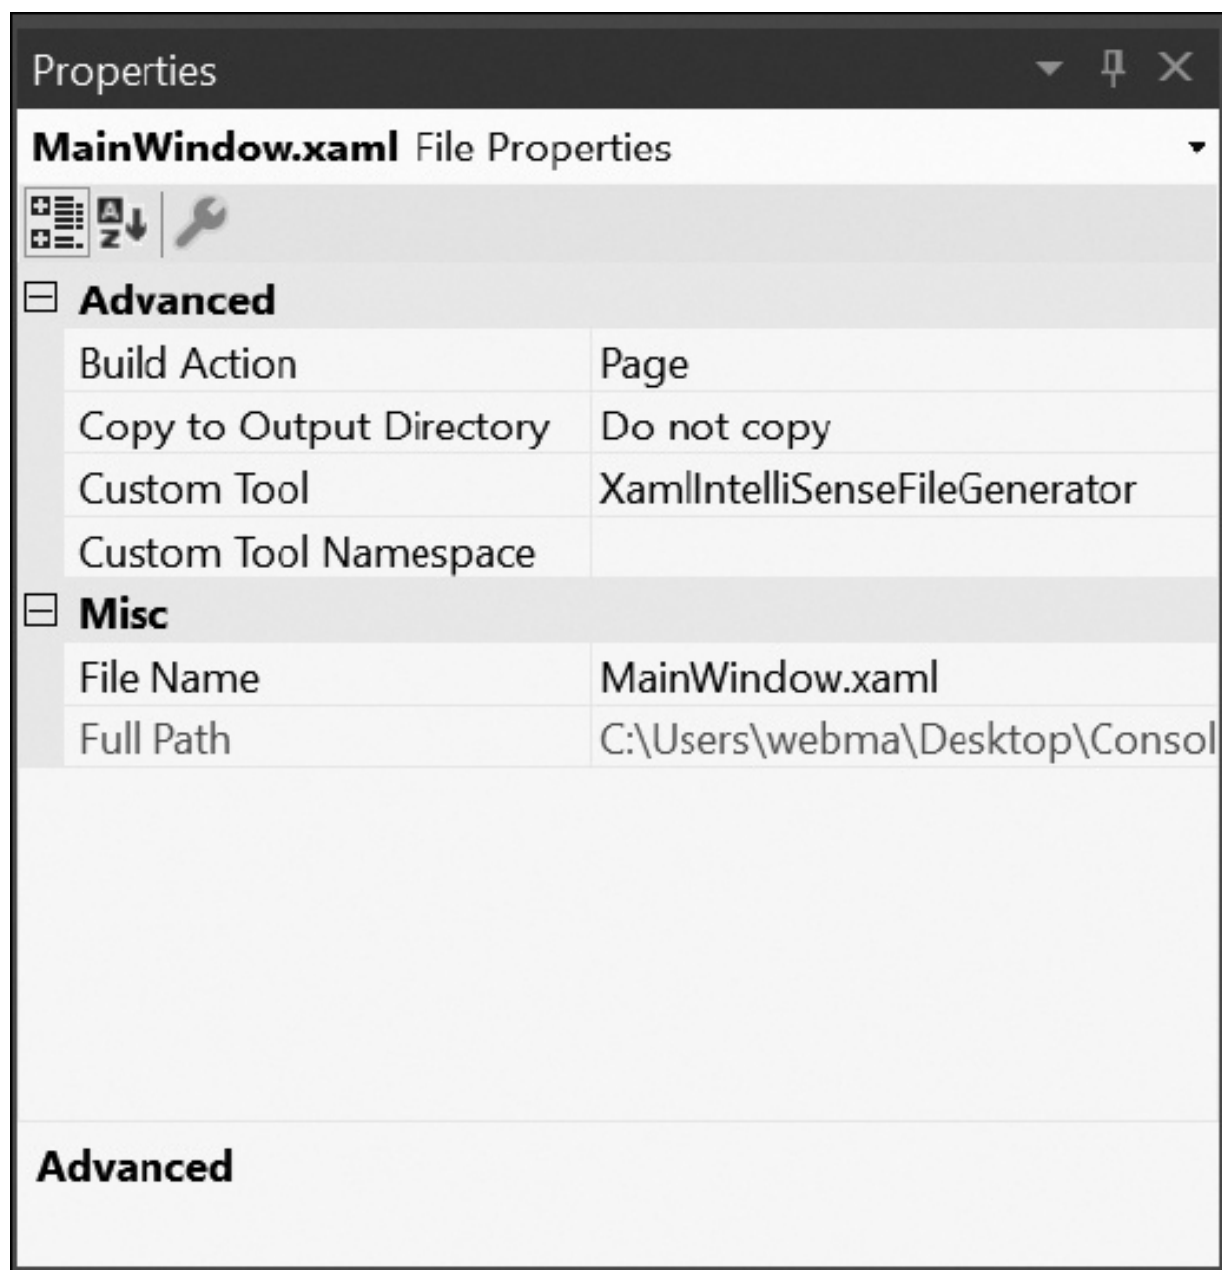 Properties
MainWindow.xaml File Properties
Advanced
Build Action Page
Copy to Output Directory Do not copy
Custom Tool XamlIntelliSenseFileGenerator
Custom Tool Namespace
Misc
File Name MainWindow.xaml
Full Path C:\Users\webma\Desktop\Consol
Advanced